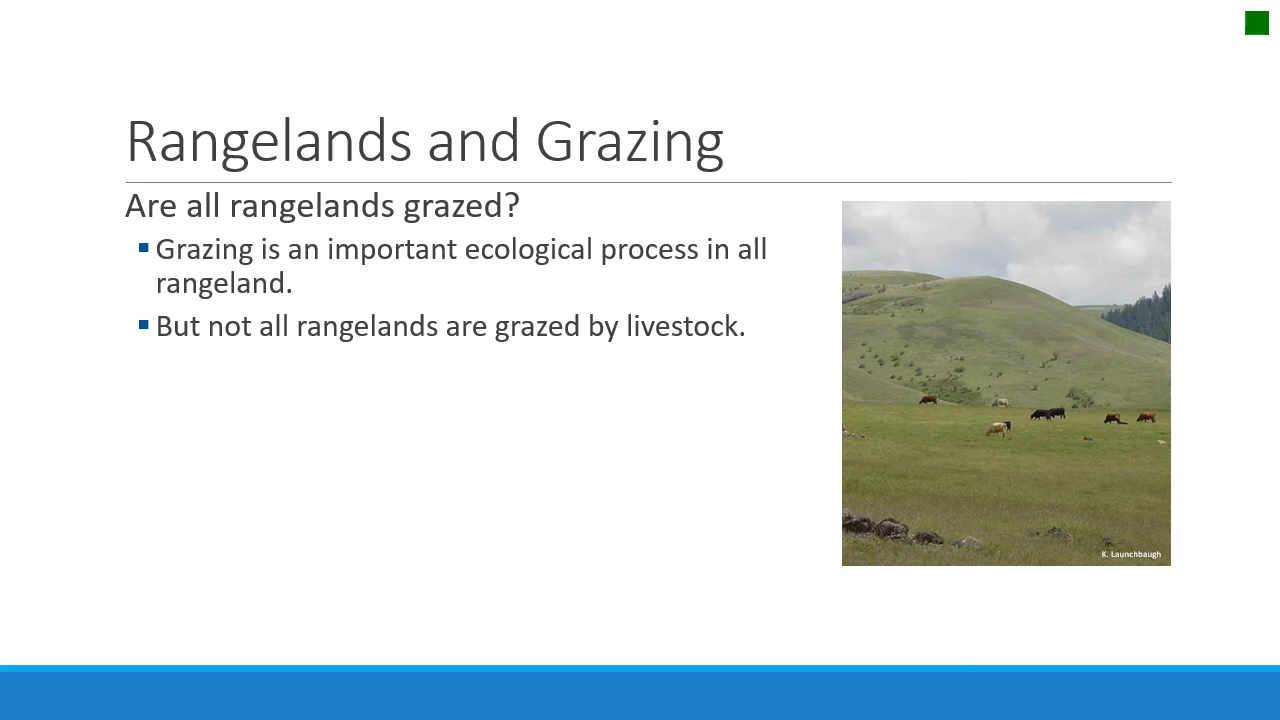 Rangelands and Grazing
Are all rangelands grazed?
Grazing is an important ecological process in all
rangeland.
But not all rangelands are grazed by livestock.
K. Launchbaugh